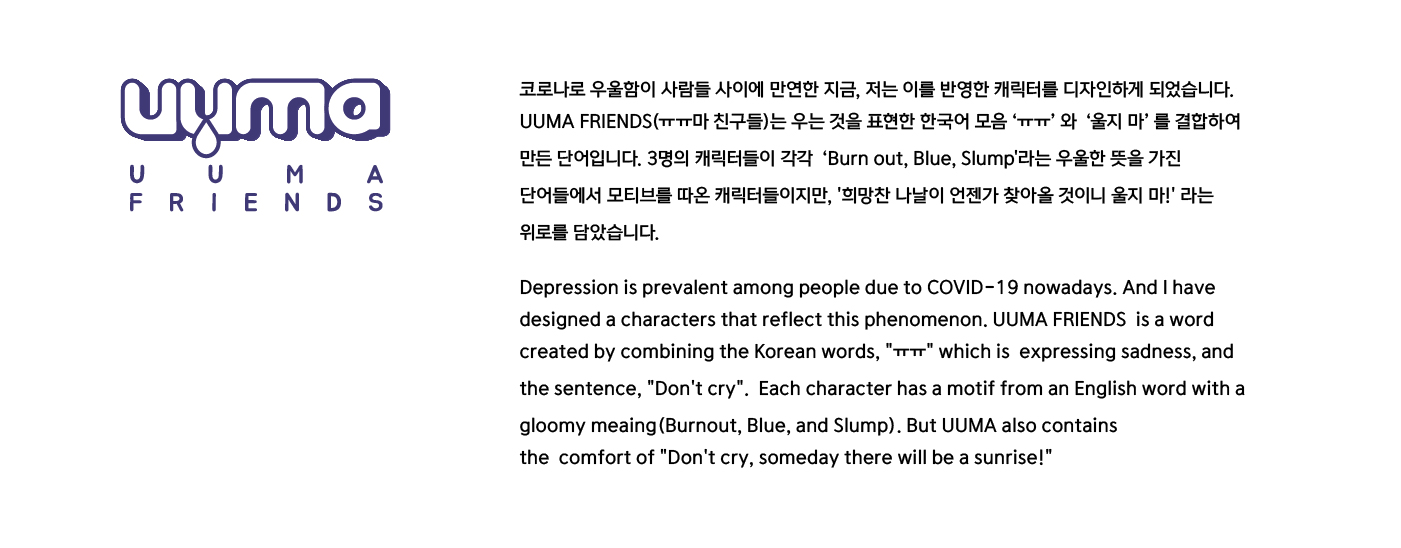 uuma
U U M A
F R I E N D S
코로나로 우울함이 사람들 사이에 만연한 지금, 저는 이를 반영한 캐릭터를 디자인하게 되었습니다.
UUMA FRIENDS(ㅠㅠ마 친구들)는 우는 것을 표현한 한국어 모음 ‘ㅠㅠ’ 와 ‘울지 마’ 를 결합하여
만든 단어입니다. 3명의 캐릭터들이 각각 ‘Burn out, Blue, Slump'라는 우울한 뜻을 가진
단어들에서 모티브를 따온 캐릭터들이지만, '희망찬 나날이 언젠가 찾아올 것이니 울지 마!' 라는
위로를 담았습니다.
Depression is prevalent among people due to COVID-19 nowadays. And I have
designed a characters that reflect this phenomenon. UUMA FRIENDS is a word
created by combining the Korean words, "ㅠㅠ" which is expressing sadness, and
the sentence, "Don't cry". Each character has a motif from an English word with a
gloomy meaing(Burnout, Blue, and Slump). But UUMA also contains
the comfort of "Don't cry, someday there will be a sunrise!"